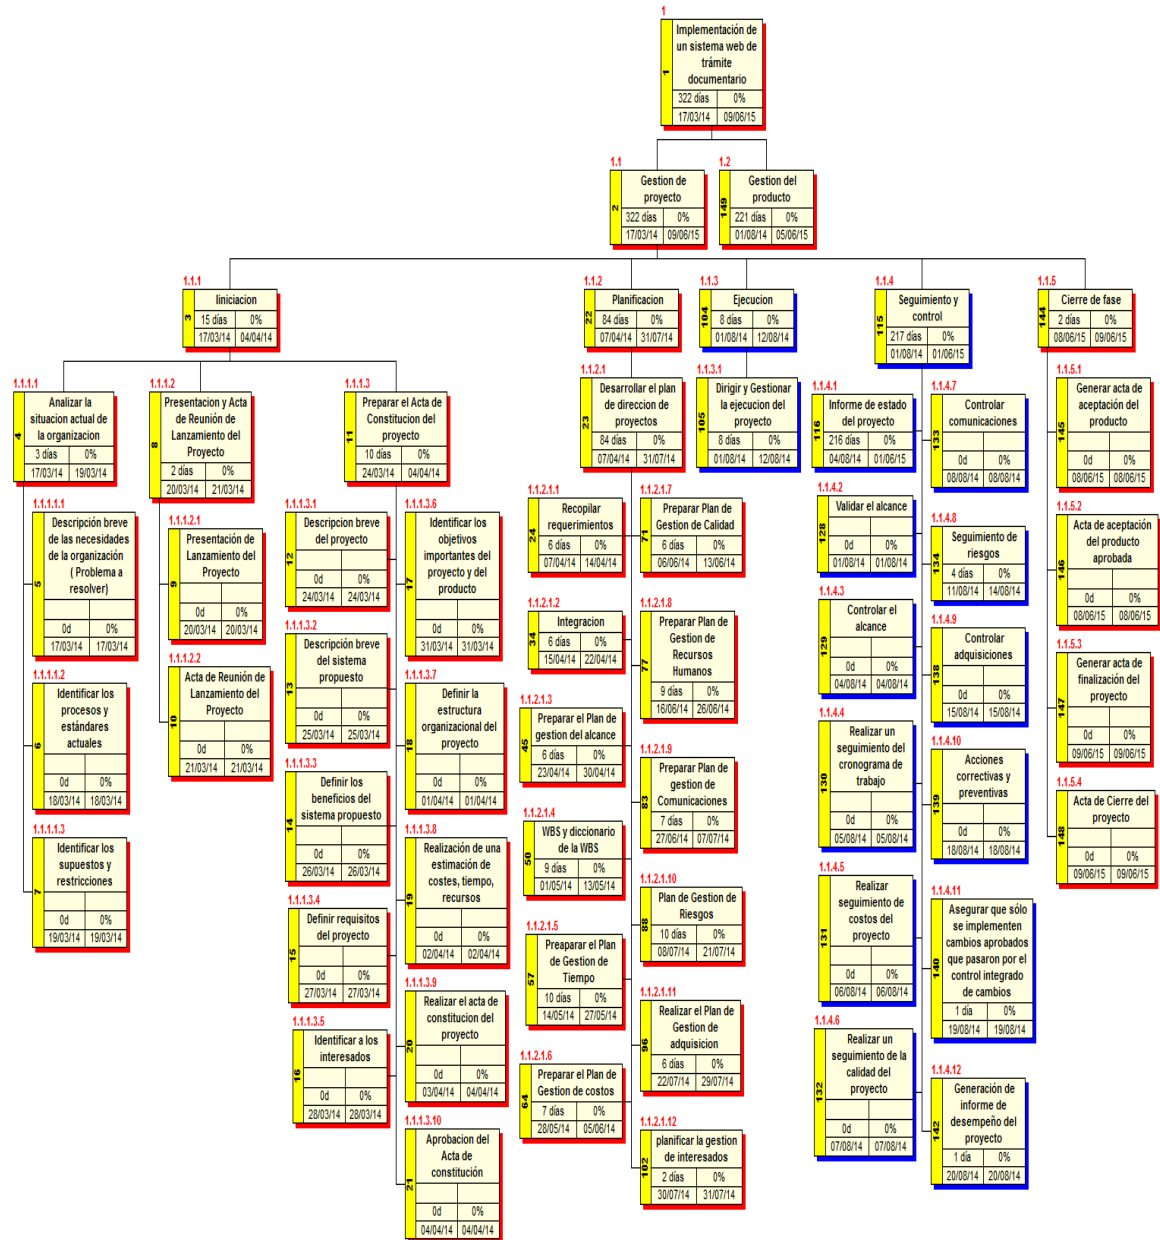 1
Implementación de
un sistema web de
trámite
documentario
1
322 días 0%
17/03/14 09/06/15
1.1
Gestion de
proyecto
2
322 días 0%
17/03/14 09/06/15
1.2
Gestion del
producto
149
221 días 0%
01/08/14 05/06/15
1.1.1
Iiniciacion
3
15 días 0%
17/03/14 04/04/14
1.1.2
Planificacion
22
84 días 0%
07/04/14 31/07/14
1.1.3
Ejecucion
104
8 días 0%
01/08/14 12/08/14
1.1.4
Seguimiento y
control
115
217 días 0%
01/08/14 01/06/15
1.1.5
Cierre de fase
144
2 días 0%
08/06/15 09/06/15
1.1.1.1
Analizar la
situacion actual de
la organizacion
4
3 días 0%
17/03/14 19/03/14
1.1.1.1.1
Descripción breve
de las necesidades
de la organización
( Problema a
resolver)
5
0d 0%
17/03/14 17/03/14
1.1.1.1.2
Identificar los
procesos y
estándares
actuales
6
0d 0%
18/03/14 18/03/14
1.1.1.1.3
Identificar los
supuestos y
restricciones
7
0d 0%
19/03/14 19/03/14
1.1.1.2
Presentacion y Acta
de Reunión de
Lanzamiento del
Proyecto
8
2 días 0%
20/03/14 21/03/14
1.1.1.2.1
Presentación de
Lanzamiento del
Proyecto
9
0d 0%
20/03/14 20/03/14
1.1.1.2.2
Acta de Reunión de
Lanzamiento del
Proyecto
10
0d 0%
21/03/14 21/03/14
1.1.1.3
Preparar el Acta de
Constitucion del
proyecto
11
10 días 0%
24/03/14 04/04/14
1.1.1.3.1
Descripcion breve
del proyecto
12
0d 0%
24/03/14 24/03/14
1.1.1.3.2
Descripción breve
del sistema
propuesto
13
0d 0%
25/03/14 25/03/14
1.1.1.3.3
Definir los
beneficios del
sistema propuesto
14
0d 0%
26/03/14 26/03/14
1.1.1.3.4
Definir requisitos
del proyecto
15
0d 0%
27/03/14 27/03/14
1.1.1.3.5
Identificar a los
interesados
16
0d 0%
28/03/14 28/03/14
1.1.1.3.6
Identificar los
objetivos
importantes del
proyecto y del
producto
17
0d 0%
31/03/14 31/03/14
1.1.1.3.7
Definir la
estructura
organizacional del
proyecto
18
0d 0%
01/04/14 01/04/14
1.1.1.3.8
Realización de una
estimación de
costes, tiempo,
recursos
19
0d 0%
02/04/14 02/04/14
1.1.1.3.9
Realizar el acta de
constitucion del
proyecto
20
0d 0%
03/04/14 04/04/14
1.1.1.3.10
Aprobacion del
Acta de
constitución
21
0d 0%
04/04/14 04/04/14
1.1.2.1
Desarrollar el plan
de direccion de
proyectos
23
84 días 0%
07/04/14 31/07/14
1.1.2.1.1
Recopilar
requerimientos
24
6 días 0%
07/04/14 14/04/14
1.1.2.1.2
Integracion
34
6 días 0%
15/04/14 22/04/14
1.1.2.1.3
Preparar el Plan de
gestion del alcance
45
6 días 0%
23/04/14 30/04/14
1.1.2.1.4
WBS y diccionario
de la WBS
50
9 días 0%
01/05/14 13/05/14
1.1.2.1.5
Preaparar el Plan
de Gestión de
Tiempo
57
10 días 0%
14/05/14 27/05/14
1.1.2.1.6
Preparar el Plan de
Gestion de costos
64
7 días 0%
28/05/14 05/06/14
1.1.2.1.7
Preparar Plan de
Gestión de Calidad
71
6 días 0%
06/06/14 13/06/14
1.1.2.1.8
Preparar Plan de
Gestion de
Recursos
Humanos
77
9 días 0%
16/06/14 26/06/14
1.1.2.1.9
Preparar Plan de
gestion de
Comunicaciones
83
7 días 0%
27/06/14 07/07/14
1.1.2.1.10
Plan de Gestión de
Riesgos
88
10 días 0%
08/07/14 21/07/14
1.1.2.1.11
Realizar el Plan de
Gestión de
adquisicion
96
6 días 0%
22/07/14 29/07/14
1.1.2.1.12
planificar la gestion
de interesados
102
2 días 0%
30/07/14 31/07/14
1.1.3.1
Dirigir y Gestionar
la ejecucion del
proyecto
105
8 días 0%
01/08/14 12/08/14
1.1.4.1
Informe de estado
del proyecto
116
216 días 0%
04/08/14 01/06/15
1.1.4.2
Validar el alcance
128
0d 0%
01/08/14 01/08/14
1.1.4.3
Controlar el
alcance
129
0d 0%
04/08/14 04/08/14
1.1.4.4
Realizar un
seguimiento del
cronograma de
trabajo
130
0d 0%
05/08/14 05/08/14
1.1.4.5
Realizar
seguimiento de
costos del
proyecto
131
0d 0%
06/08/14 06/08/14
1.1.4.6
Realizar un
seguimiento de la
calidad del
proyecto
132
0d 0%
07/08/14 07/08/14
1.1.4.7
Controlar
comunicaciones
133
0d 0%
08/08/14 08/08/14
1.1.4.8
Seguimiento de
riesgos
134
4 días 0%
11/08/14 14/08/14
1.1.4.9
Controlar
adquisiciones
138
0d 0%
15/08/14 15/08/14
1.1.4.10
Acciones
correctivas y
preventivas
139
0d 0%
18/08/14 18/08/14
1.1.4.11
Asegurar que sólo
se implementen
cambios aprobados
que pasaron por el
control integrado
de cambios
140
1 día 0%
19/08/14 19/08/14
1.1.4.12
Generación de
informe de
desempeño del
proyecto
142
1 día 0%
20/08/14 20/08/14
1.1.5.1
Generar acta de
aceptación del
producto
145
0d 0%
08/06/15 08/06/15
1.1.5.2
Acta de aceptación
del producto
aprobada
146
0d 0%
08/06/15 08/06/15
1.1.5.3
Generar acta de
finalización del
proyecto
147
0d 0%
09/06/15 09/06/15
1.1.5.4
Acta de Cierre del
proyecto
148
0d 0%
09/06/15 09/06/15